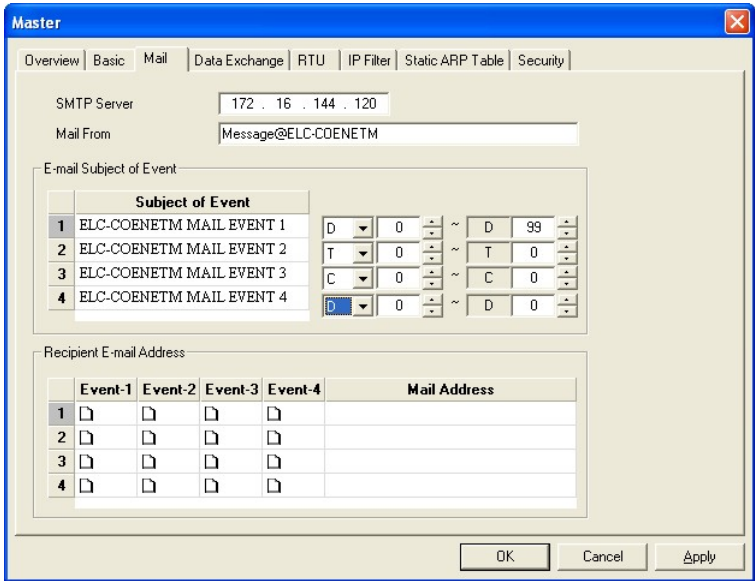 Master
Overview Basic Mail Data Exchange RTU IP Filter Static ARP Table Security
SMTP Server 172 . 16 . 144 . 120
Mail From Message@ELC-COENETM
E-mail Subject of Event
Subject of Event
1 ELC-COENETM MAIL EVENT 1 D 0 ~ D 99
2 ELC-COENETM MAIL EVENT 2 T 0 ~ T 0
3 ELC-COENETM MAIL EVENT 3 C 0 ~ C 0
4 ELC-COENETM MAIL EVENT 4 D 0 ~ D 0
Recipient E-mail Address
Event-1 Event-2 Event-3 Event-4 Mail Address
1
2
3
4
OK Cancel Apply